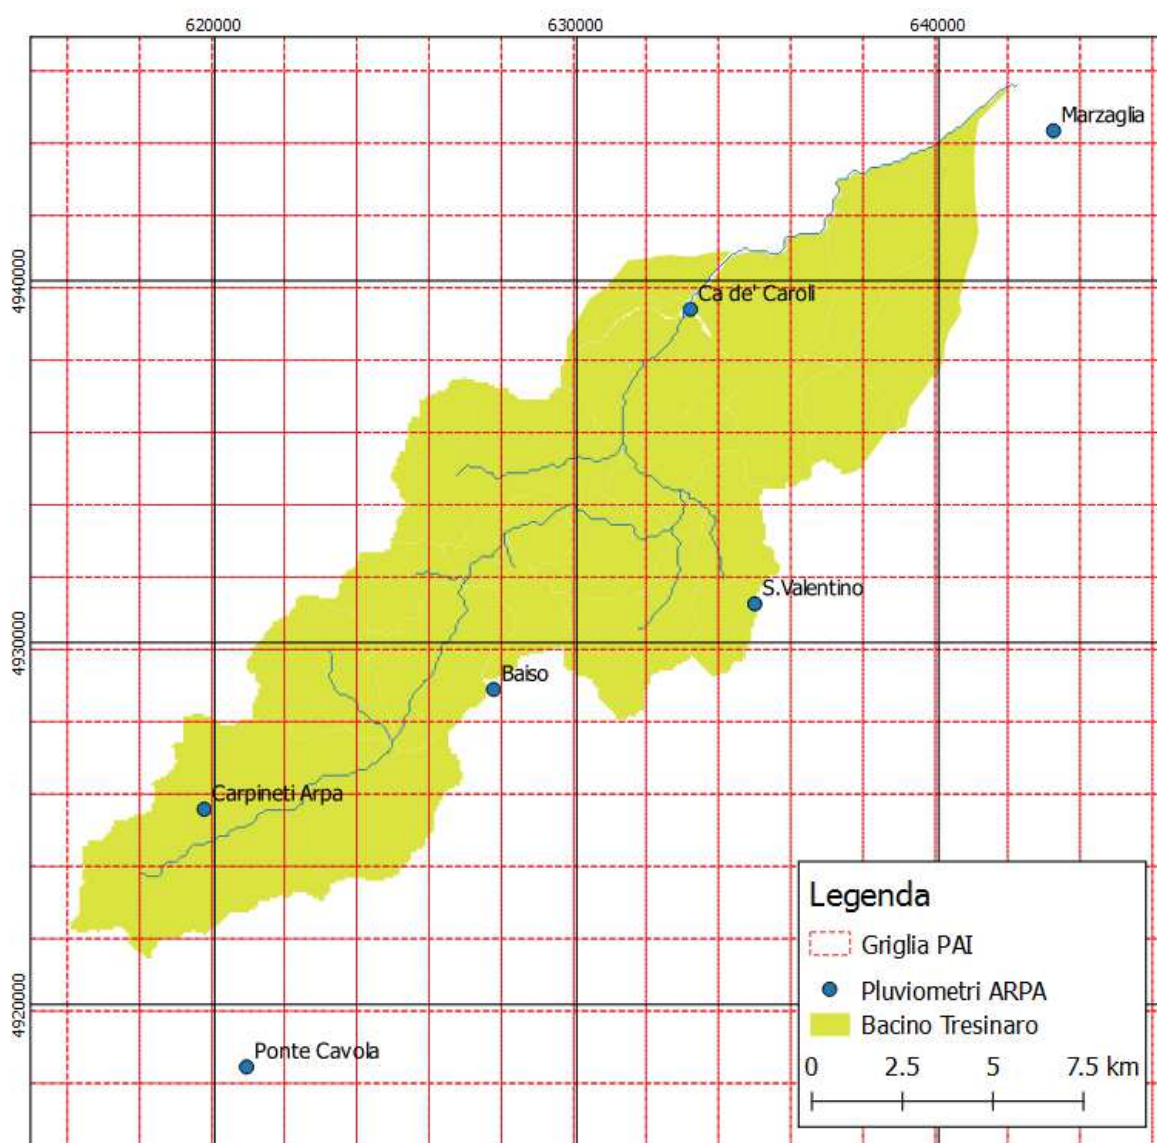 620000
630000
640000
Marzaglia
4940000
Ca de' Caroli
S.Valentino
4930000
Baiso
Carpineti Arpa
Legenda
Griglia PAI
Pluviometri ARPA
Bacino Tresinaro
0 2.5 5 7.5 km
4920000
Ponte Cavola